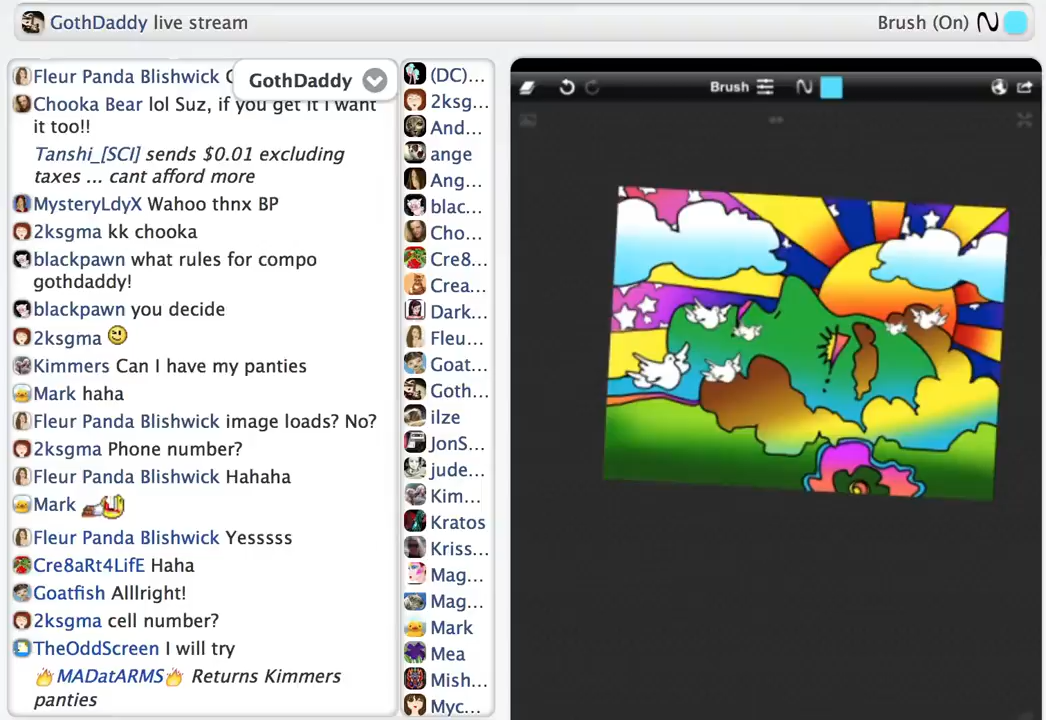 GothDaddy live stream
Brush (On)
Fleur Panda Blishwick
GothDaddy
Chooka Bear lol Suz, if you get it I want
it too!!
Tanshi_[SCI] sends $0.01 excluding
taxes ... cant afford more
MysteryLdyX Wahoo thnx BP
2ksgma kk chooka
blackpawn what rules for compo
gothdaddy!
blackpawn you decide
2ksgma
Kimmers Can I have my panties
Mark haha
Fleur Panda Blishwick image loads? No?
2ksgma Phone number?
Fleur Panda Blishwick Hahaha
Mark
Fleur Panda Blishwick Yesssss
Cre8aRt4LifE Haha
Goatfish Alllright!
2ksgma cell number?
TheOddScreen I will try
MADatARMS Returns Kimmers
panties
(DC)...
2ksg...
And...
ange
Ang...
blac...
Cho...
Cre8...
Crea...
Dark...
Fleu...
Goat...
Goth...
ilze
JonS...
jude...
Kim...
Kratos
Kriss...
Mag...
Mag...
Mark
Mea
Mish...
Myc...
Brush